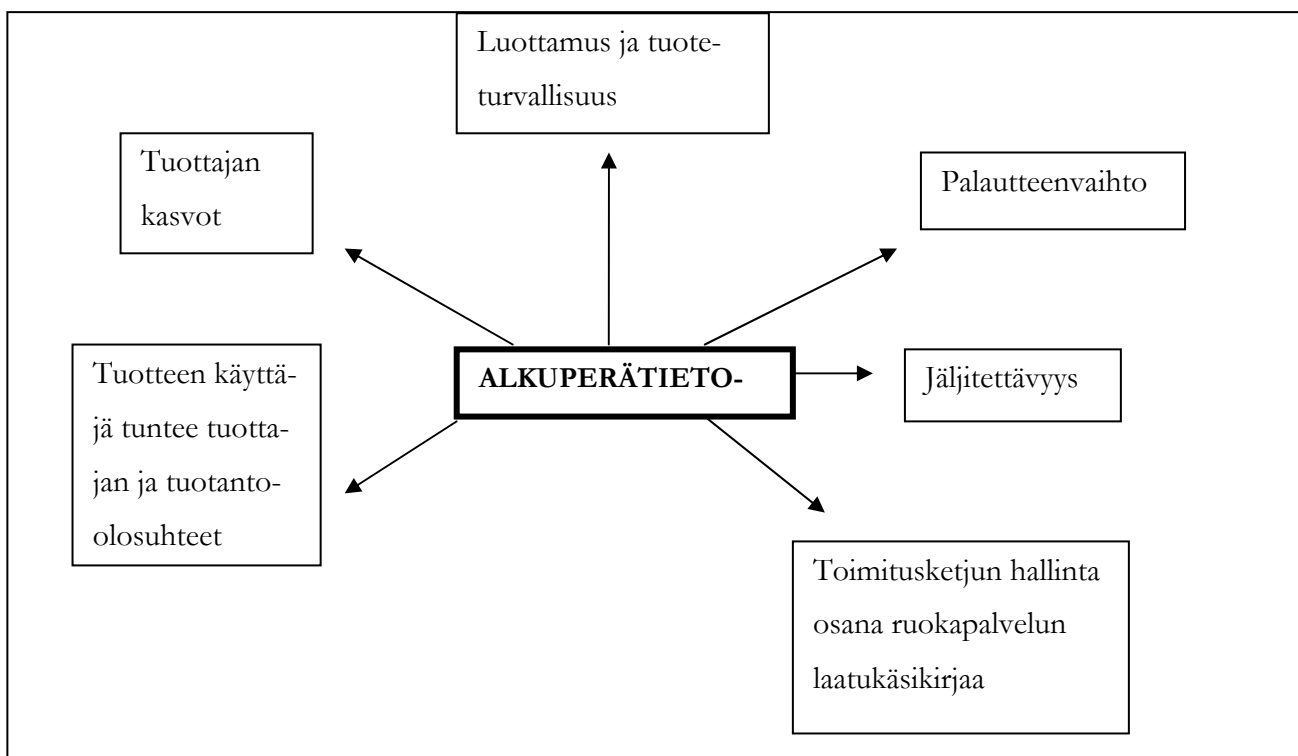 Luottamus ja tuote-
turvallisuus
Tuottajan
kasvot
Palautteenvaihto
Tuotteen käyttä-
jä tuntee tuotta-
jan ja tuotanto-
olosuhteet
ALKUPERÄTIETO-
Jäljitettävyys
Toimitusketjun hallinta
osana ruokapalvelun
laatukäsikirjaa